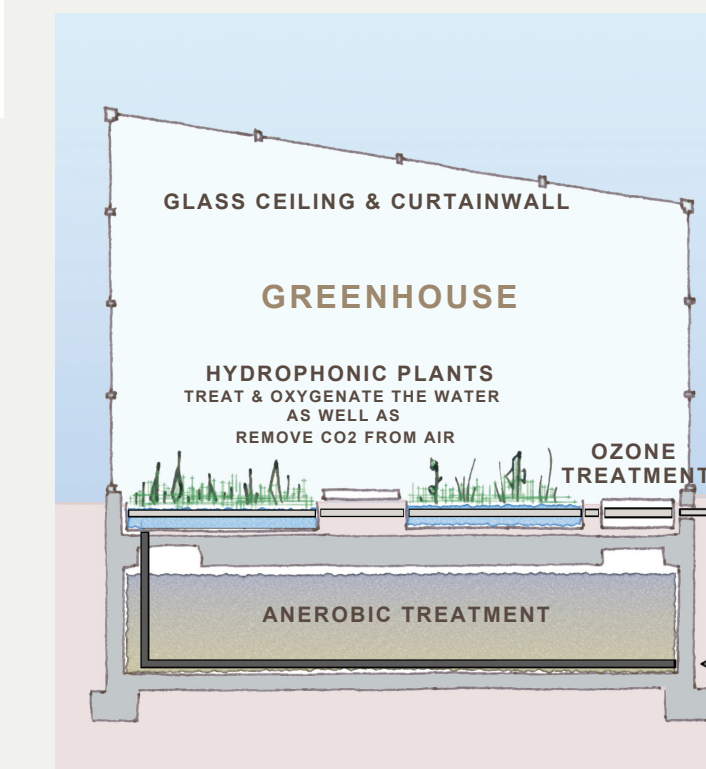 GLASS CEILING & CURTAINWALL
GREENHOUSE
HYDROPHONIC PLANTS
TREAT & OXYGENATE THE WATER
AS WELL AS
REMOVE CO2 FROM AIR
OZONE
TREATMENT
ANEROBIC TREATMENT